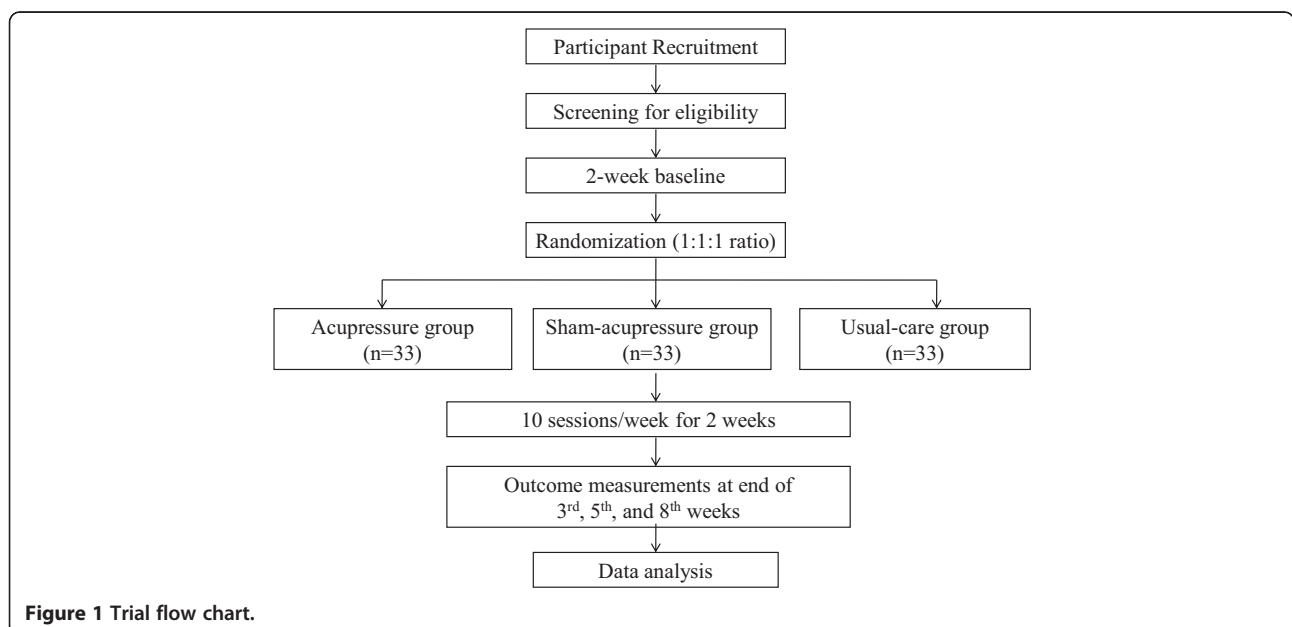 Participant Recruitment
Screening for eligibility
2-week baseline
Randomization (1:1:1 ratio)
Acupressure group
(n=33)
Sham-acupressure group
(n=33)
Usual-care group
(n=33)
10 sessions/week for 2 weeks
Outcome measurements at end of
3rd, 5th, and 8th weeks
Data analysis
Figure 1 Trial flow chart.